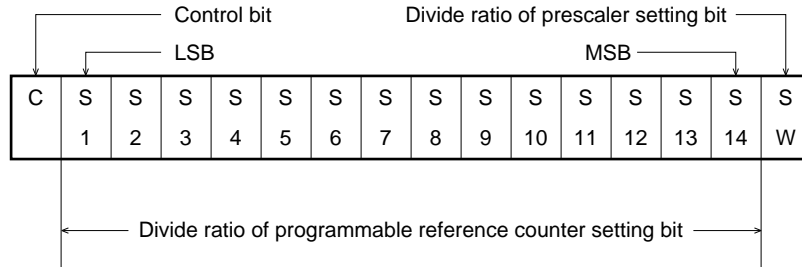 Control bit
Divide ratio of prescaler setting bit
LSB
MSB
C S S S S S S S S S S S S S S S
1 2 3 4 5 6 7 8 9 10 11 12 13 14 W
Divide ratio of programmable reference counter setting bit